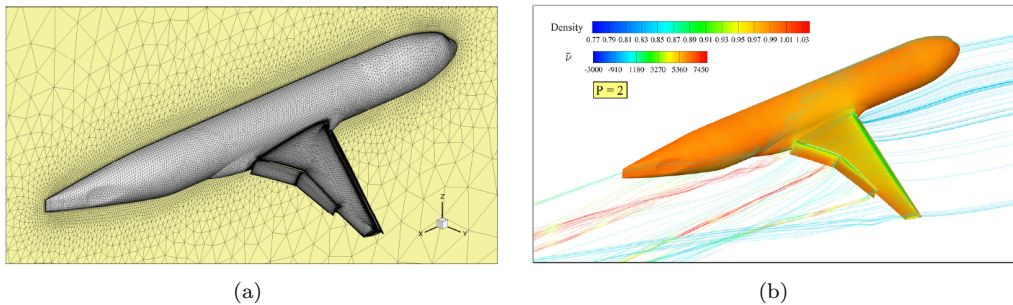 Z
X Y
(a)
Density
0.77 0.79 0.81 0.83 0.85 0.87 0.89 0.91 0.93 0.95 0.97 0.99 1.01 1.03
ν̃
-3000 -910 1180 3270 5360 7450
P = 2
(b)